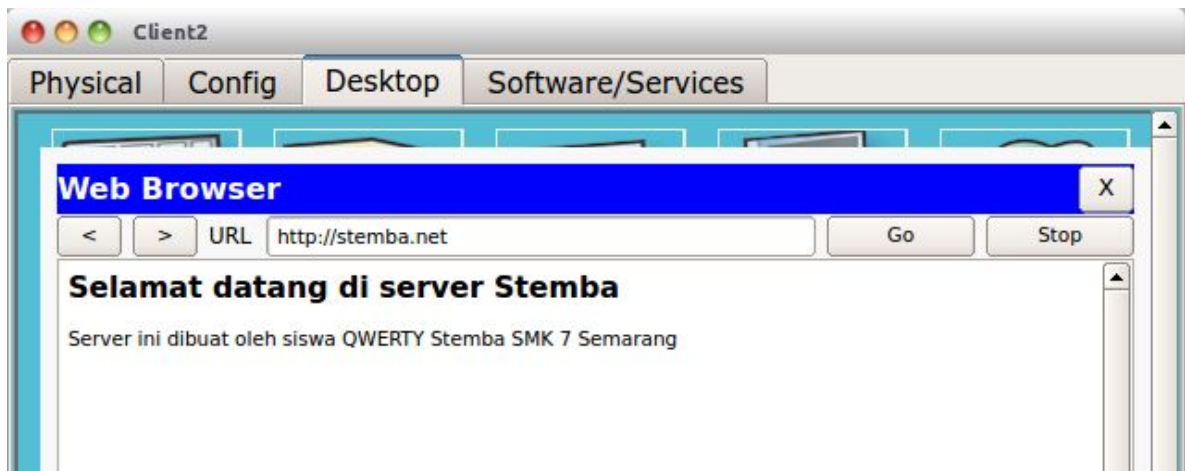 Client2
Physical Config Desktop Software/Services
Web Browser X
< > URL http://stemba.net Go Stop
Selamat datang di server Stemba
Server ini dibuat oleh siswa QWERTY Stemba SMK 7 Semarang